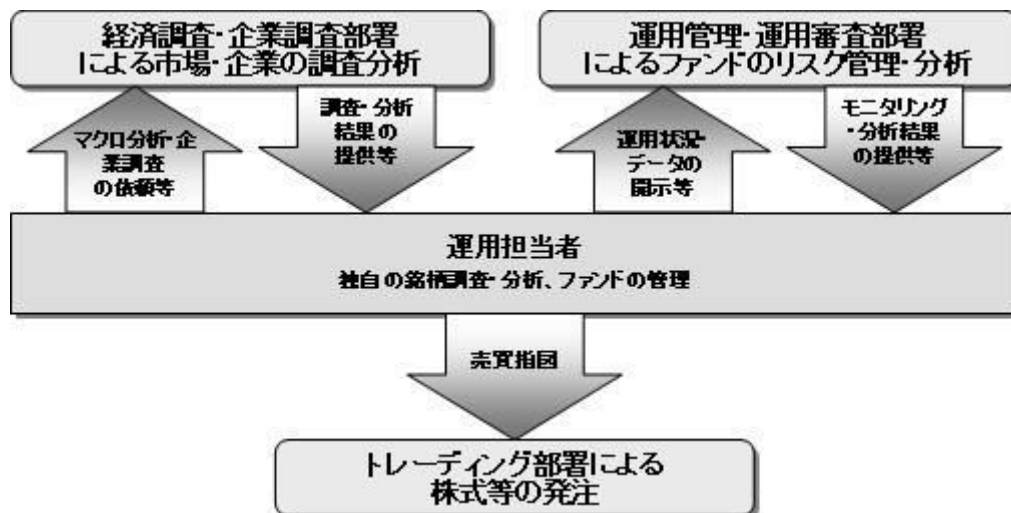 経済調査・企業調査部署
による市場・企業の調査分析
運用管理・運用審査部署
によるファンドのリスク管理・分析
マクロ分析・企
業調査
の依頼等
調査・分析
結果の
提供等
運用状況・
データの
開示等
モニタリング
・分析結果
の提供等
運用担当者
独自の銘柄調査・分析、ファンドの管理
売買指図
トレーディング部署による
株式等の発注